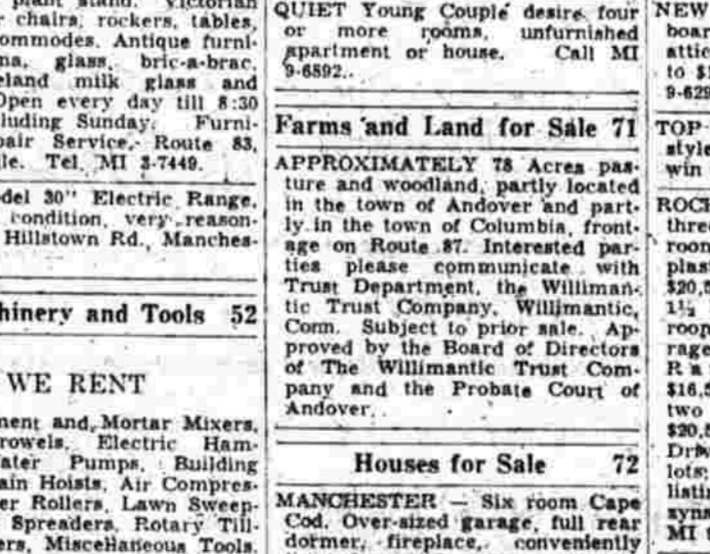 plant stand. Victorian
chairs, rockers, tables,
ommodes. Antique furni-
na, glass, bric-a-brac.
eland milk glass and
Open every day till 8:30
luding Sunday. Furni-
pair Service. Route 83,
le. Tel. MI 3-7449.
del 30" Electric Range,
condition, very reason-
Hillstown Rd., Manches-
hinery and Tools 52
WE RENT
ment and Mortar Mixers,
rowels, Electric Ham-
ater Pumps, Building
ain Hoists, Air Compres-
er Rollers, Lawn Sweep-
Spreaders, Rotary Till-
ers, Miscellaneous Tools.
QUIET Young Couple desire four
or more rooms, unfurnished
apartment or house. Call MI
9-6892.
Farms and Land for Sale 71
APPROXIMATELY 78 Acres pas-
ture and woodland, partly located
in the town of Andover and part-
ly in the town of Columbia, front-
age on Route 87. Interested par-
ties please communicate with
Trust Department, the Williman-
tic Trust Company, Willimantic,
Conn. Subject to prior sale. Ap-
proved by the Board of Directors
of The Willimantic Trust Com-
pany and the Probate Court of
Andover.
Houses for Sale 72
MANCHESTER — Six room Cape
Cod. Over-sized garage, full rear
dormer, fireplace, conveniently
NEW
boar
attic
to $1
9-629
TOP
style
win
ROCK
three
room
plast
$20,5
1½
roop
rage
Ra
$16,5
two
$20,5
Driv
lots;
listin
syna
MI